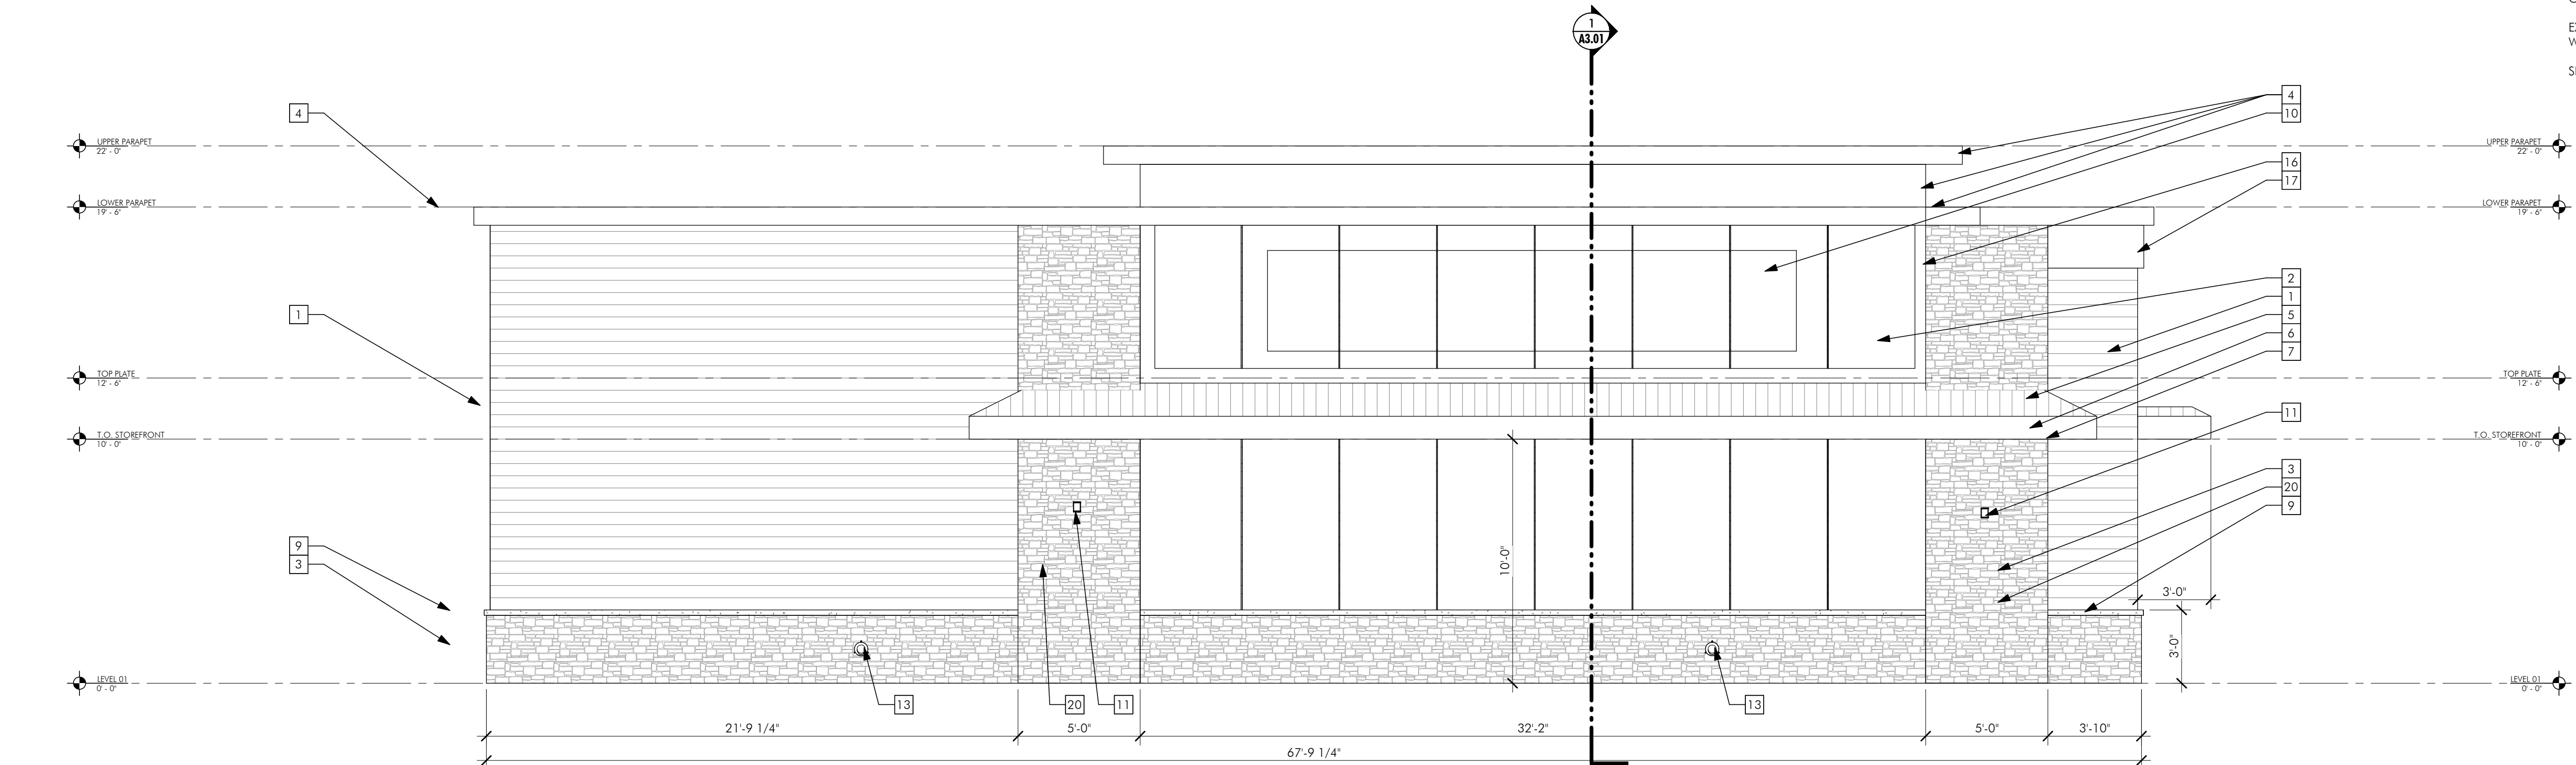 1
A3.01
4
UPPER PARAPET
22' - 0"
LOWER PARAPET
19' - 6"
1
TOP PLATE
12' - 6"
T.O. STOREFRONT
10' - 0"
9
3
LEVEL 01
0' - 0"
13
20
11
13
10'-0"
21'-9 1/4"
5'-0"
32'-2"
5'-0"
3'-10"
67'-9 1/4"
3'-0"
3'-0"
4
10
16
17
2
1
5
6
7
11
3
20
9
UPPER PARAPET
22' - 0"
LOWER PARAPET
19' - 6"
TOP PLATE
12' - 6"
T.O. STOREFRONT
10' - 0"
LEVEL 01
0' - 0"